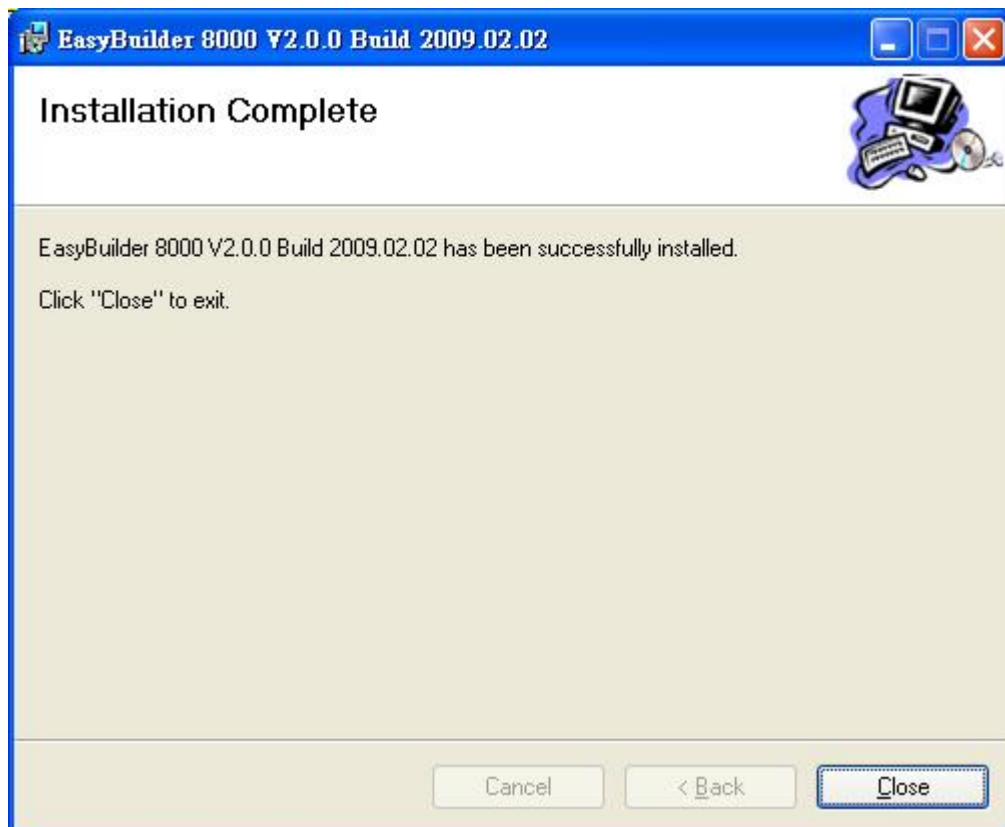 EasyBuilder 8000 V2.0.0 Build 2009.02.02
Installation Complete
EasyBuilder 8000 V2.0.0 Build 2009.02.02 has been successfully installed.
Click "Close" to exit.
Cancel
< Back
Close